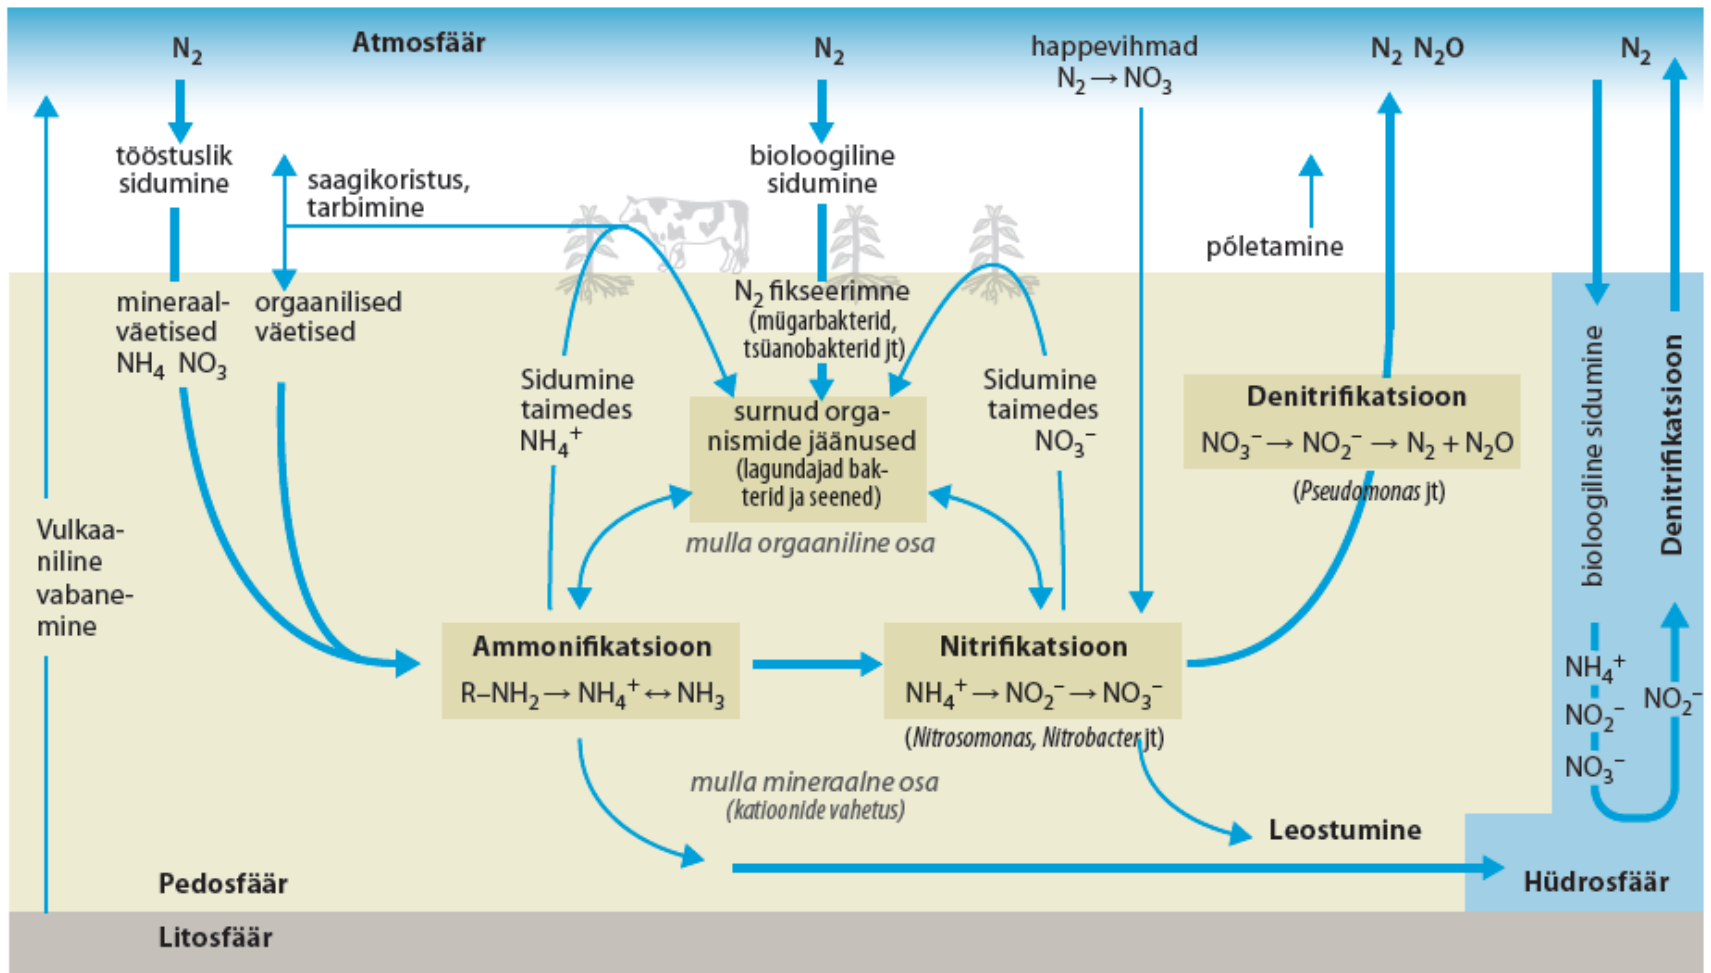 N₂
Atmosfäär
N₂
happevihmad
N₂ → NO₃
N₂ N₂O
N₂
tööstuslik
sidumine
saagikoristus,
tarbimine
bioloogiline
sidumine
põletamine
mineraal-
väetised
NH₄ NO₃
orgaanilised
väetised
N₂ fikseerimne
(mügarbakterid,
tsüanobakterid jt)
Sidumine
taimedes
NH₄⁺
surnud orga-
nismide jäänused
(lagundajad bak-
terid ja seened)
mulla orgaaniline osa
Sidumine
taimedes
NO₃⁻
Denitrifikatsioon
NO₃⁻ → NO₂⁻ → N₂ + N₂O
(Pseudomonas jt)
bioloogiline sidumine
Denitrifikatsioon
Vulkaa-
niline
vabane-
mine
Ammonifikatsioon
R–NH₂ → NH₄⁺ ↔ NH₃
Nitrifikatsioon
NH₄⁺ → NO₂⁻ → NO₃⁻
(Nitrosomonas, Nitrobacter jt)
NH₄⁺
NO₂⁻
NO₃⁻
NO₂⁻
mulla mineraalne osa
(katioonide vahetus)
Leostumine
Pedosfäär
Hüdrosfäär
Litosfäär